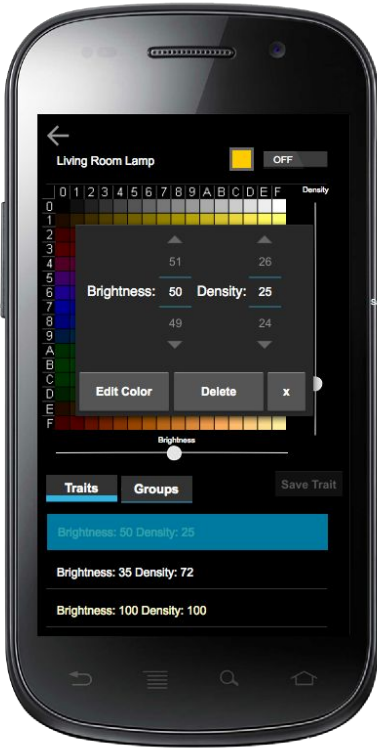 Living Room Lamp
OFF
0 1 2 3 4 5 6 7 8 9 A B C D E F
Density
0
1
2
3
4
5
6
7
8
9
A
B
C
D
E
F
51 26
Brightness: 50 Density: 25
49 24
Edit Color Delete x
Brightness
Traits Groups Save Trait
Brightness: 50 Density: 25
Brightness: 35 Density: 72
Brightness: 100 Density: 100